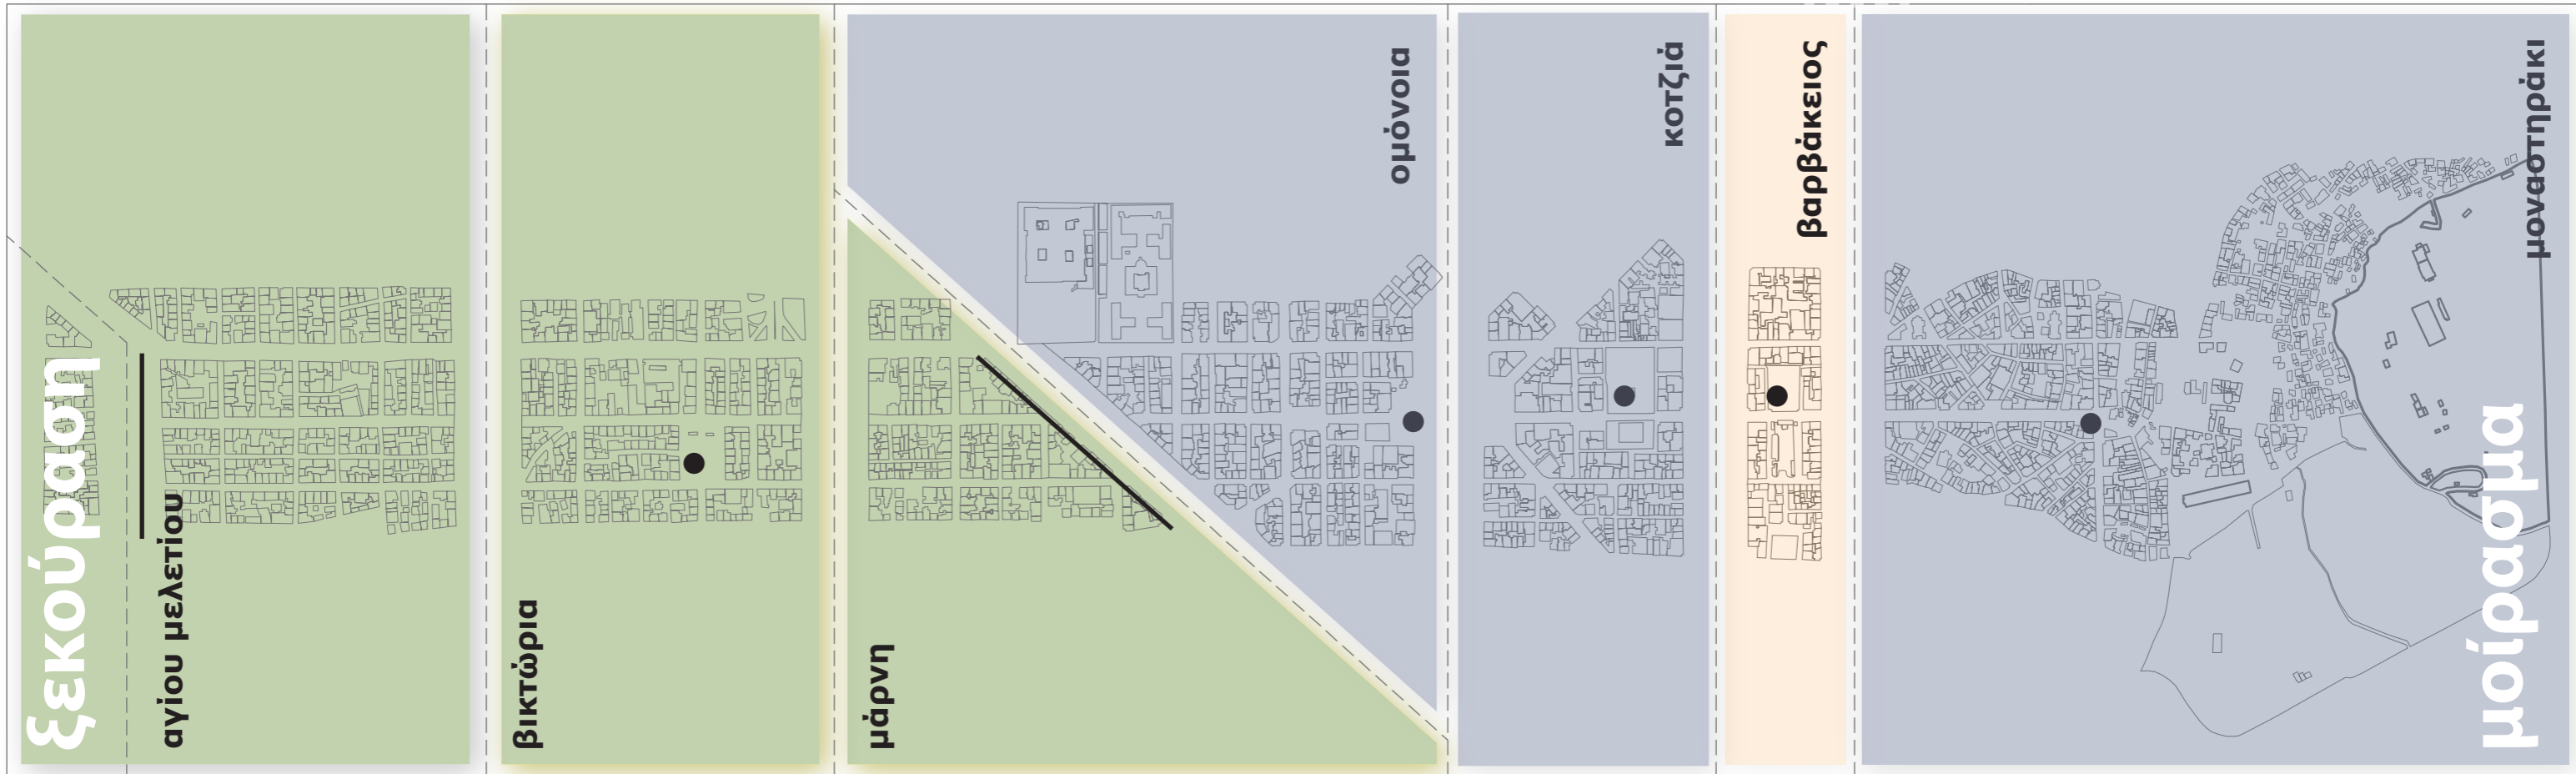 ξεκούραση
αγίου μελετίου
βικτώρια
μάρνη
ομόνοια
κοτζιά
βαρβάκειος
μοναστηράκι
μοίρασμα